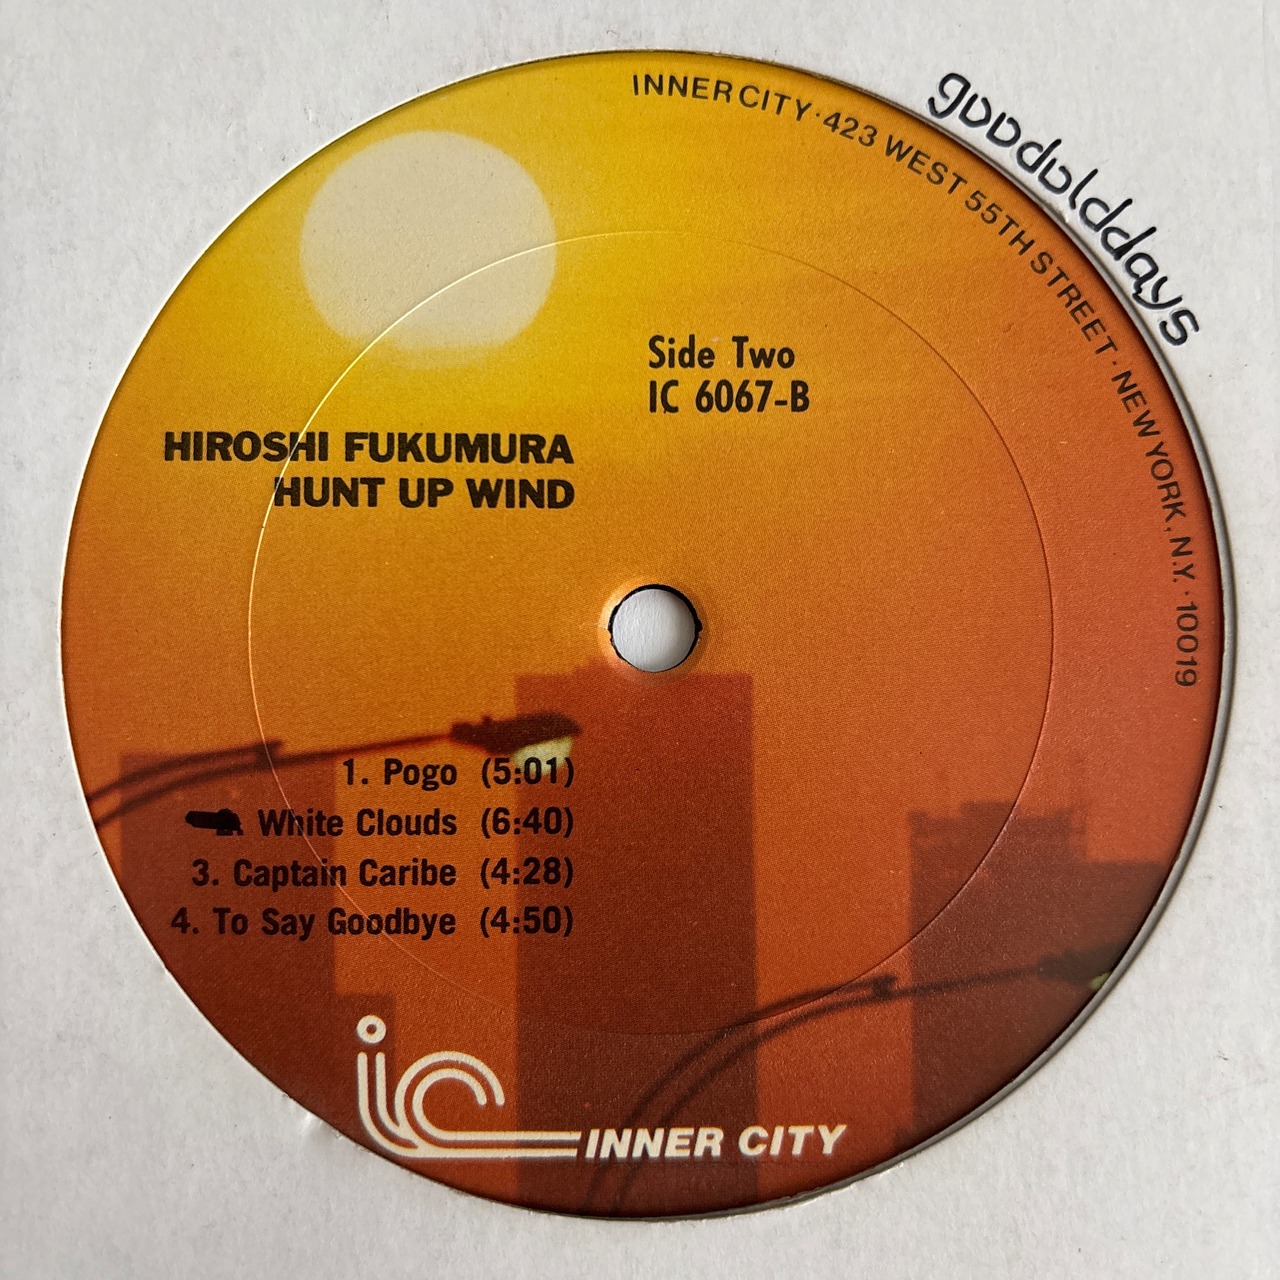 INNER CITY · 423 WEST 55TH STREET · NEW YORK, N.Y. · 10019
goodolddays
Side Two
IC 6067-B
HIROSHI FUKUMURA
HUNT UP WIND
1. Pogo (5:01)
White Clouds (6:40)
3. Captain Caribe (4:28)
4. To Say Goodbye (4:50)
ic INNER CITY